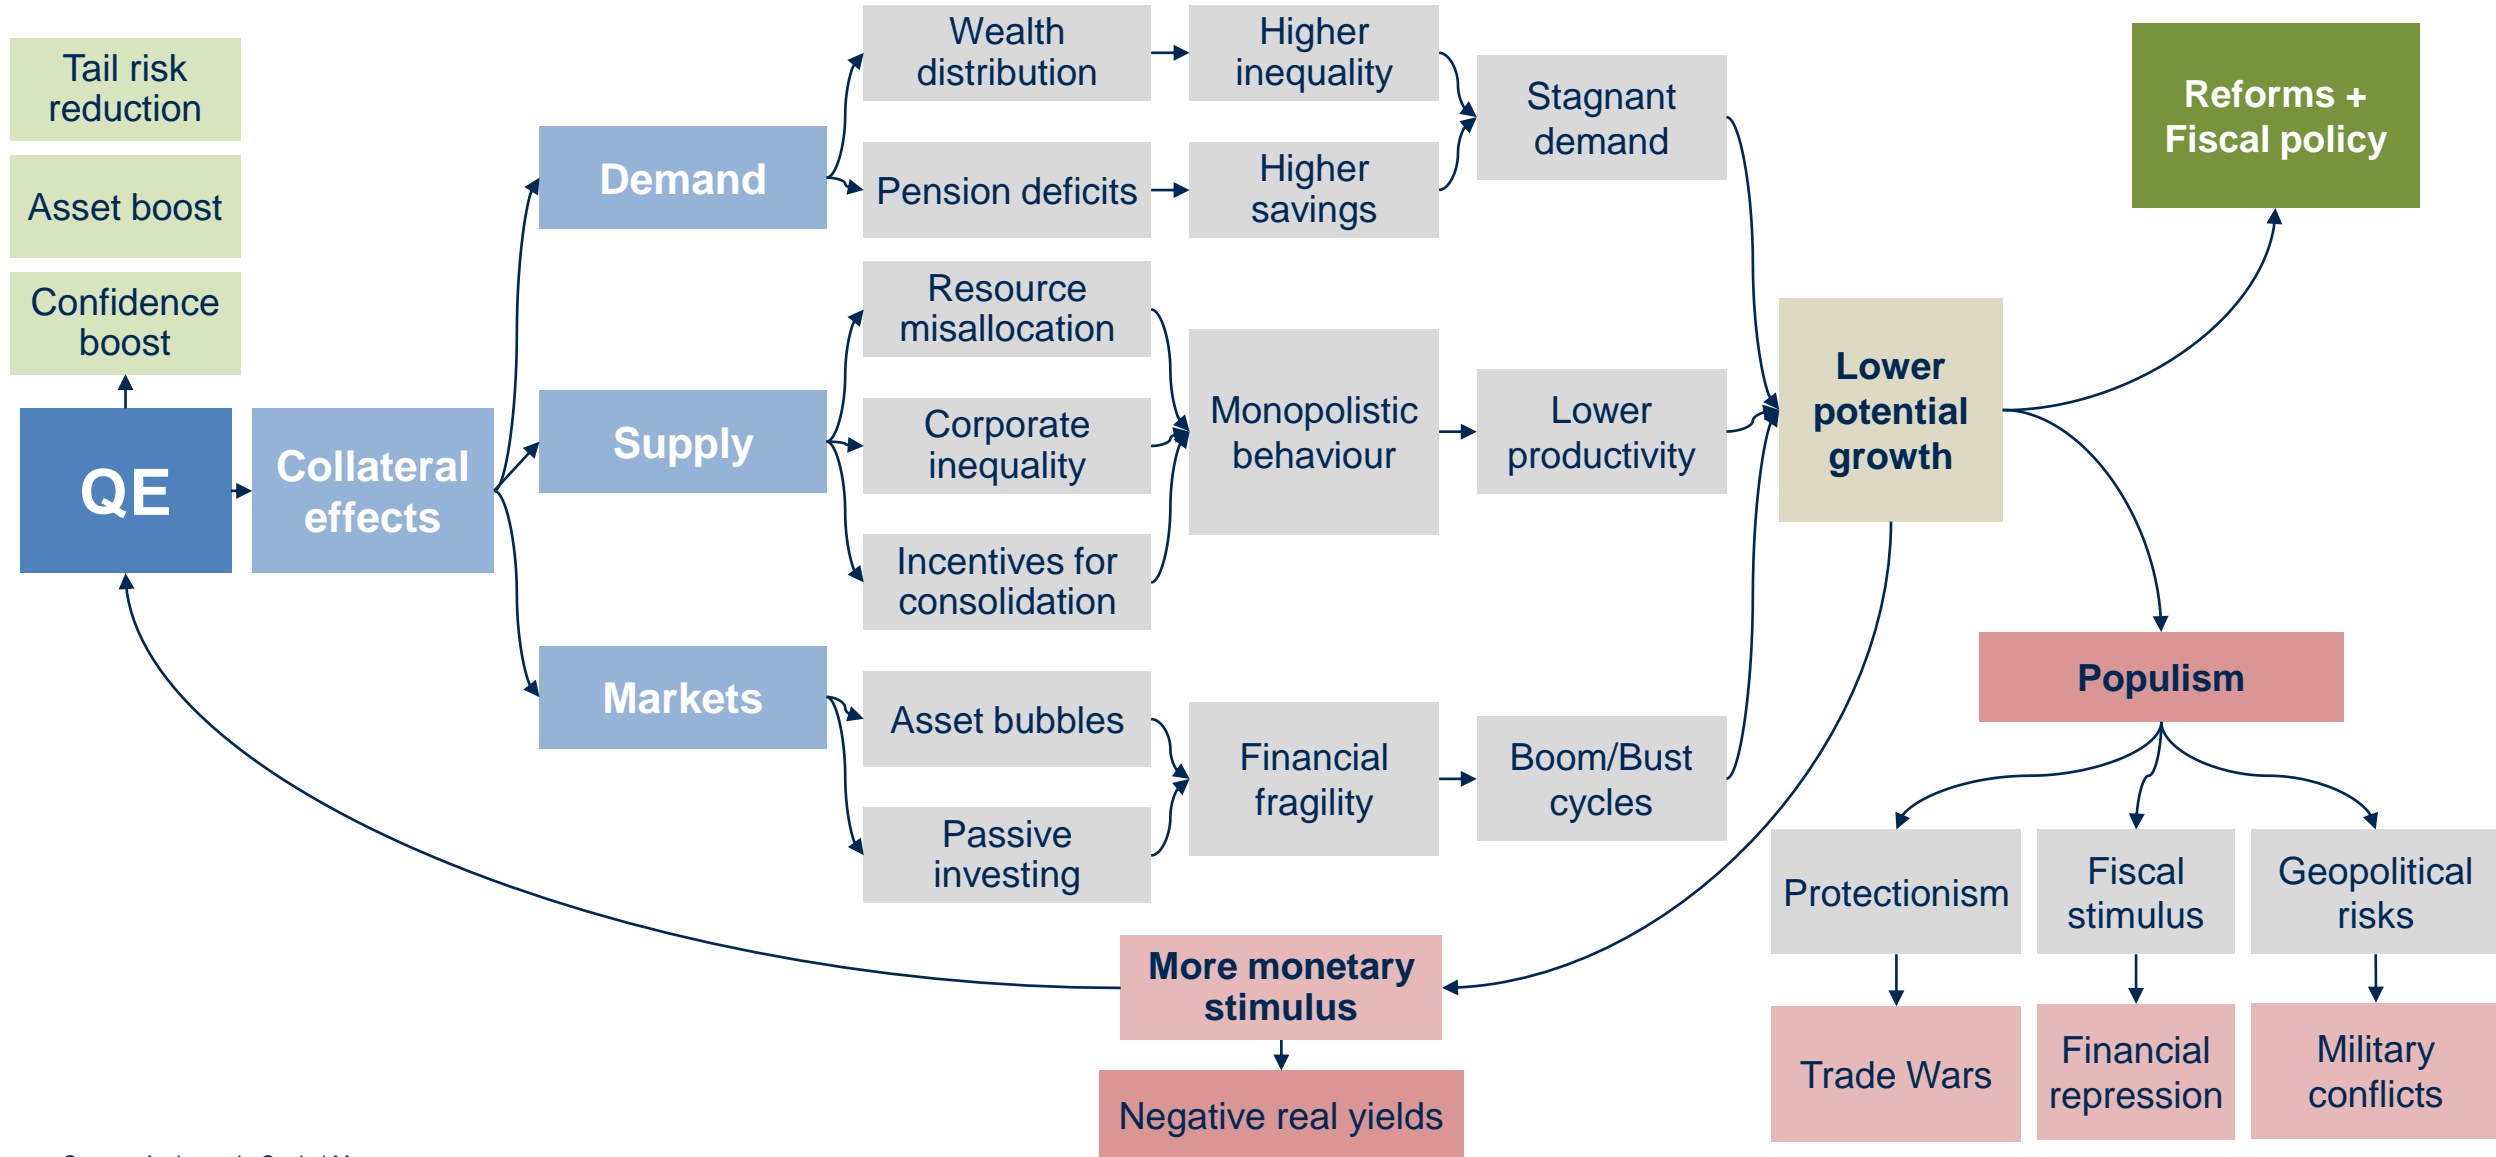 Tail risk
reduction
Asset boost
Confidence
boost
QE
Collateral
effects
Demand
Supply
Markets
Wealth
distribution
Pension deficits
Resource
misallocation
Corporate
inequality
Incentives for
consolidation
Asset bubbles
Passive
investing
Higher
inequality
Higher
savings
Monopolistic
behaviour
Financial
fragility
Stagnant
demand
Lower
productivity
Boom/Bust
cycles
Lower
potential
growth
Reforms +
Fiscal policy
Populism
Protectionism
Fiscal
stimulus
Geopolitical
risks
Trade Wars
Financial
repression
Military
conflicts
More monetary
stimulus
Negative real yields